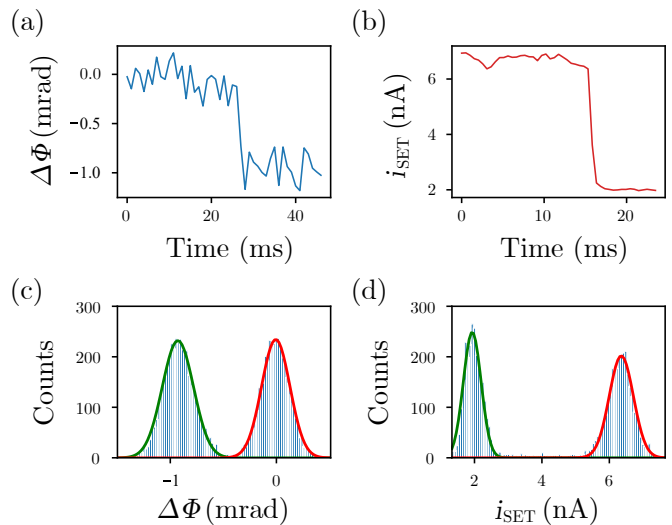 (a)
0.0
−0.5
−1.0
ΔΦ (mrad)
0
20
40
Time (ms)
(b)
6
4
2
iSET (nA)
0
10
20
Time (ms)
(c)
300
200
100
0
Counts
−1
0
ΔΦ (mrad)
(d)
300
200
100
0
Counts
2
4
6
iSET (nA)